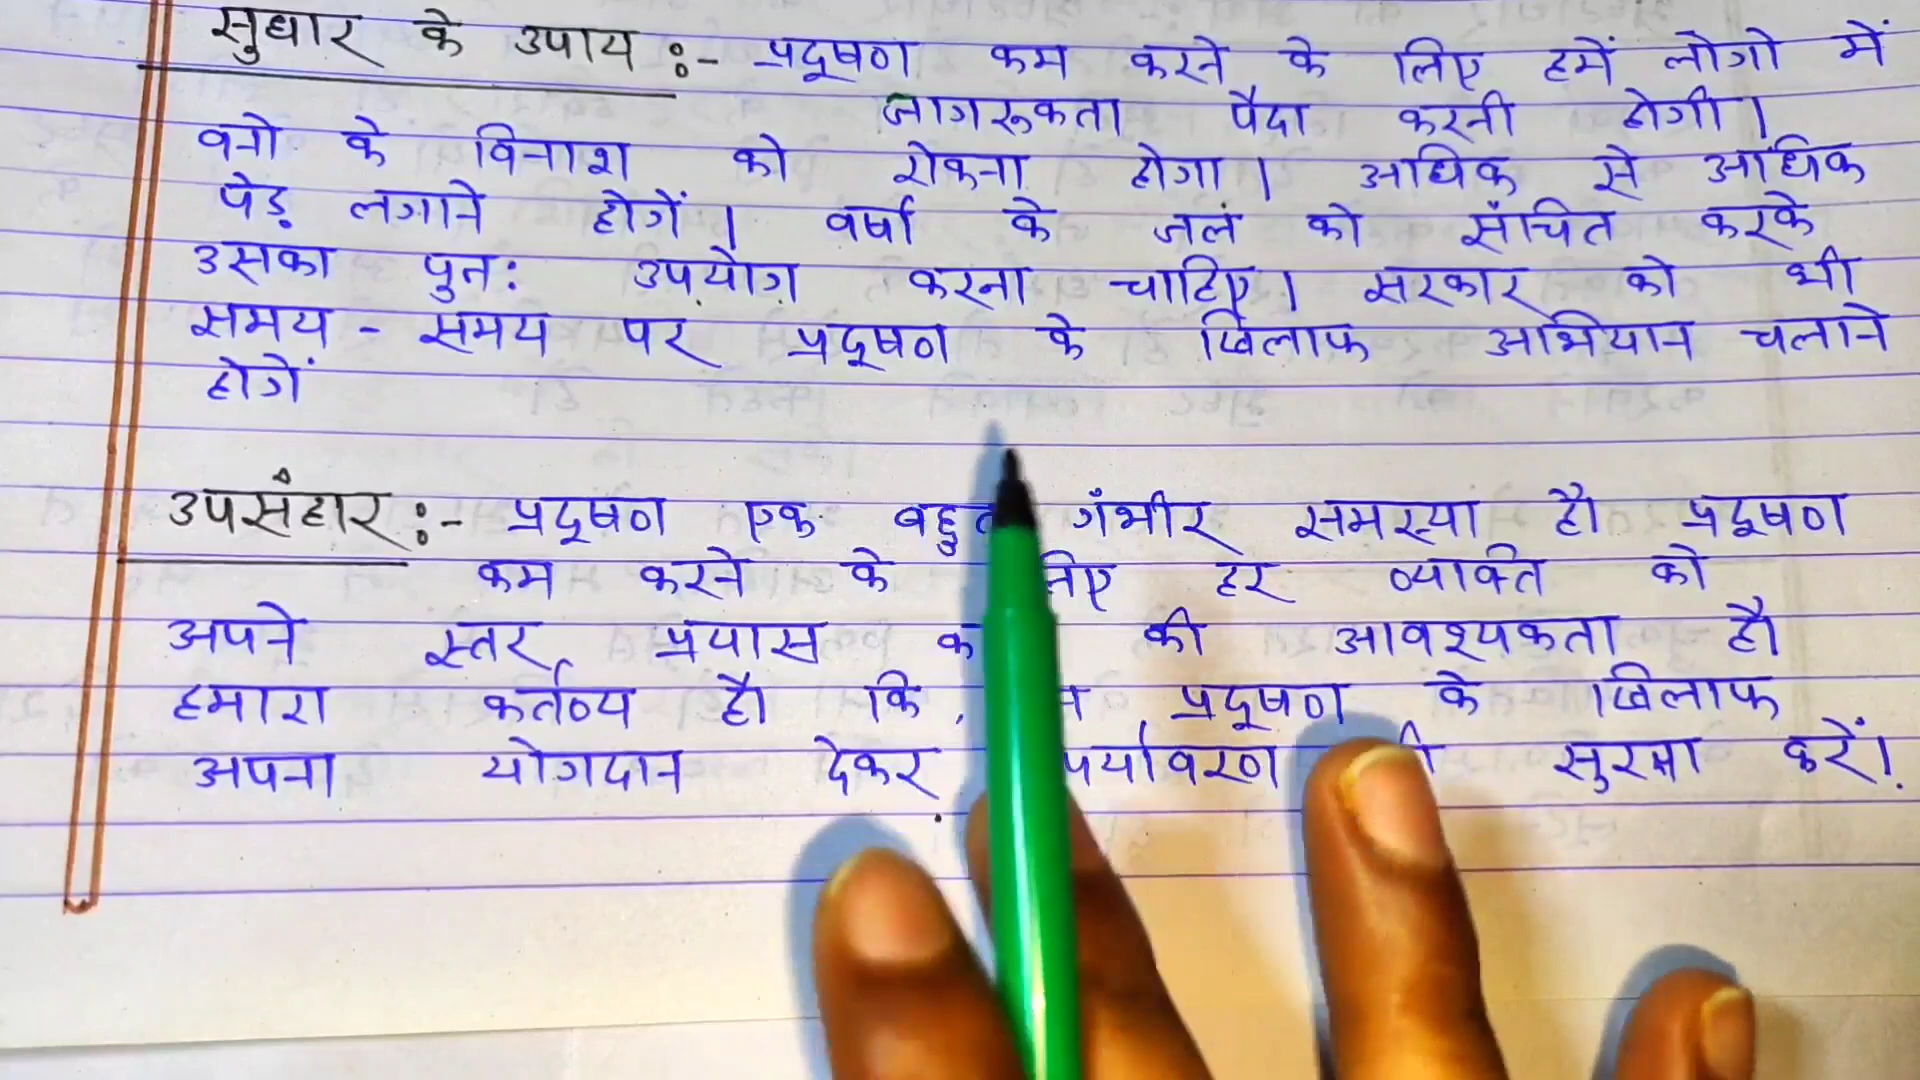 सुधार के उपाय :- प्रदूषण कम करने के लिए हमें लोगो में
जागरूकता पैदा करनी होगी।
वनो के विनाश को रोकना होगा। अधिक से अधिक
पेड़ लगाने होगें। वर्षा के जल को संचित करके
उसका पुन: उपयोग करना चाहिए। सरकार को भी
समय - समय पर प्रदूषण के खिलाफ अभियान चलाने
होगें
उपसंहार :- प्रदूषण एक बहुत गंभीर समस्या है। प्रदूषण
कम करने के लिए हर व्यक्ति को
अपने स्तर प्रयास की आवश्यकता है।
हमारा कर्तव्य है। कि प्रदूषण के खिलाफ
अपना योगदान देकर पर्यावरण सुरक्षा करें।